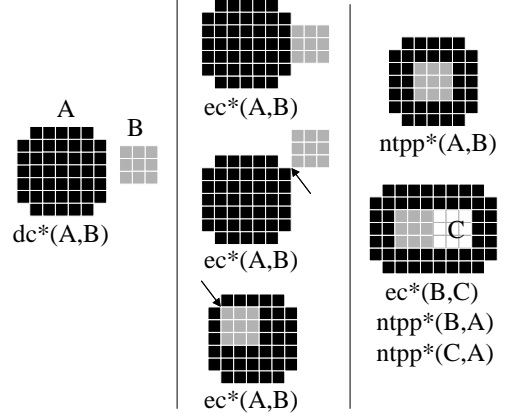 A
B
dc*(A,B)
ec*(A,B)
ec*(A,B)
ec*(A,B)
ntpp*(A,B)
C
ec*(B,C)
ntpp*(B,A)
ntpp*(C,A)